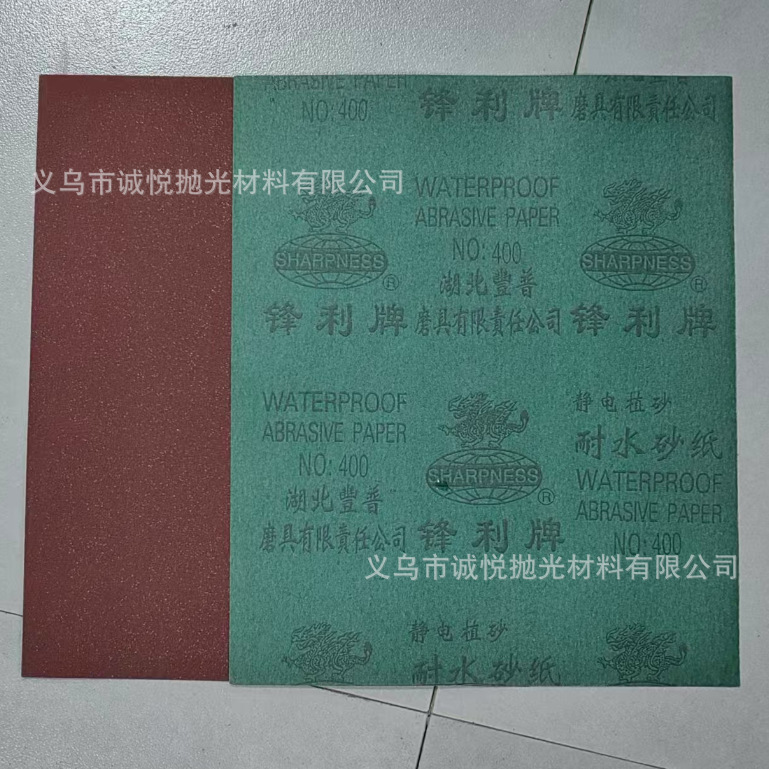 ABRASIVE PAPER
NO: 400
锋利牌
磨具有限責任公司
义乌市诚悦抛光材料有限公司
SHARPNESS
®
锋利牌
WATERPROOF
ABRASIVE PAPER
NO: 400
湖北豐普
磨具有限責任公司
SHARPNESS
®
锋利牌
WATERPROOF
ABRASIVE PAPER
NO: 400
湖北豐普
磨具有限責任公司
SHARPNESS
®
锋利牌
静电植砂
耐水砂纸
WATERPROOF
ABRASIVE PAPER
NO: 400
义乌市诚悦抛光材料有限公司
静电植砂
耐水砂纸